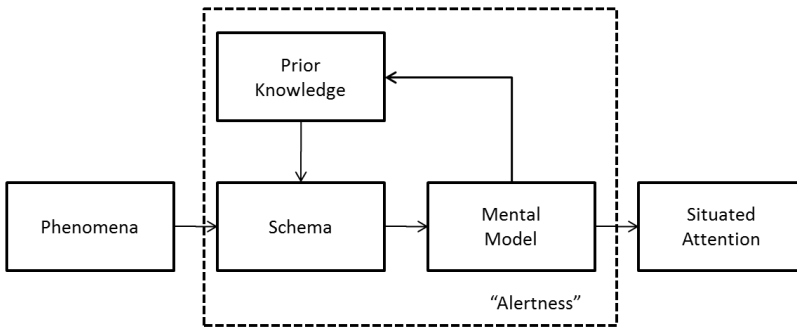 Prior
Knowledge
Phenomena
Schema
Mental
Model
Situated
Attention
“Alertness”